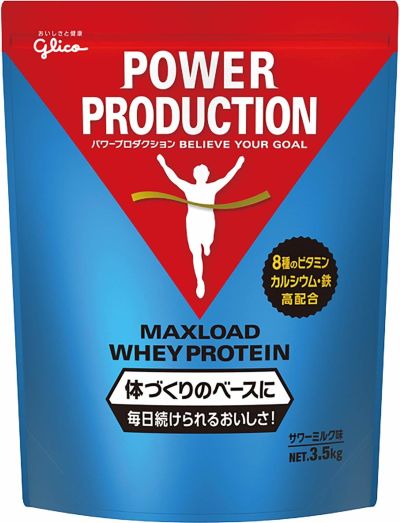 おいしさと健康
glico
POWER
PRODUCTION
パワープロダクション BELIEVE YOUR GOAL
8種のビタミン
カルシウム・鉄
高配合
MAXLOAD
WHEY PROTEIN
体づくりのベースに
毎日続けられるおいしさ!
サワーミルク味
NET.3.5kg